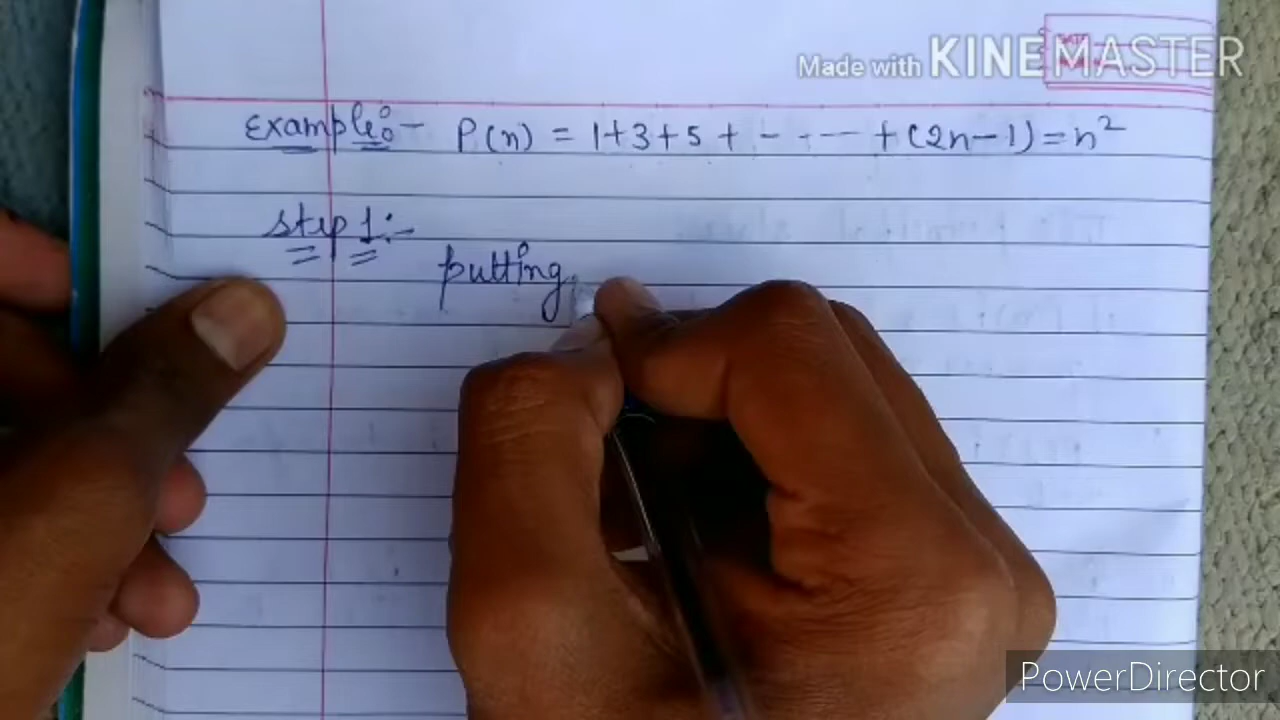 Made with KINEMASTER
Example:- P(n) = 1+3+5+ - - - - +(2n-1)=n²
step 1:-
putting
PowerDirector